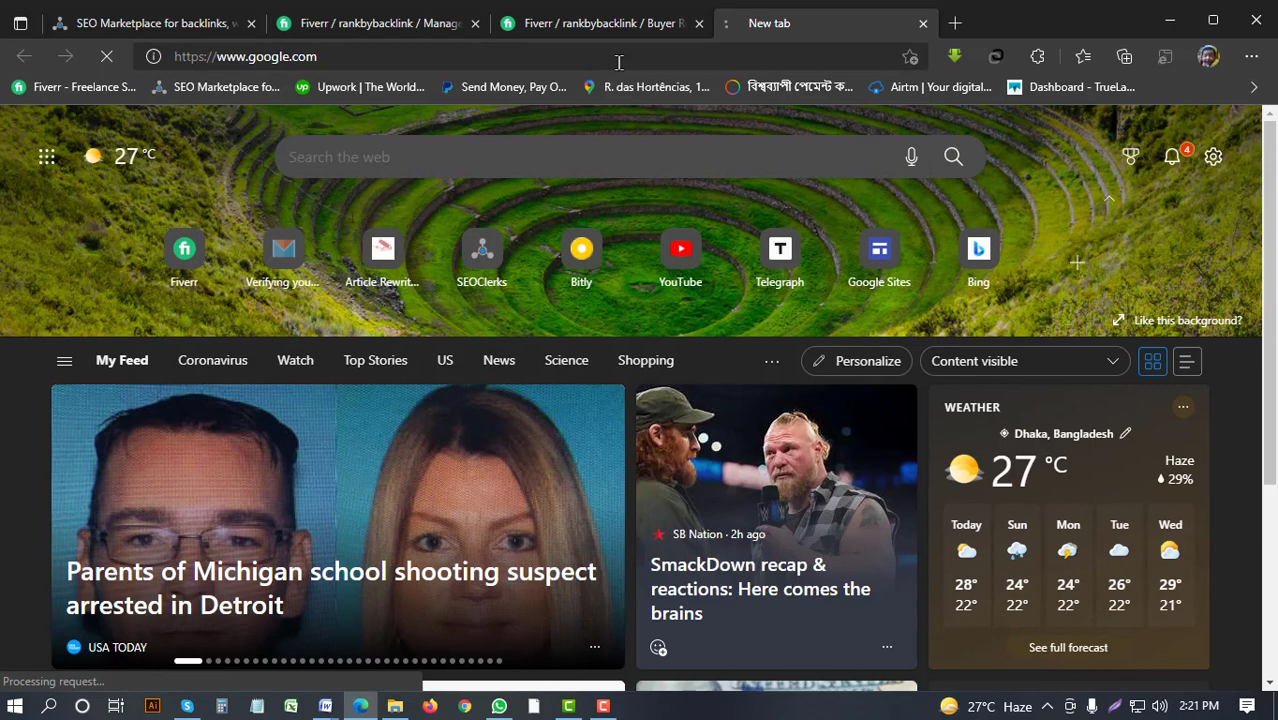 SEO Marketplace for backlinks, w
Fiverr / rankbybacklink / Manage
Fiverr / rankbybacklink / Buyer R
New tab
https://www.google.com
Fiverr - Freelance S...
SEO Marketplace fo...
Upwork | The World...
Send Money, Pay O...
R. das Hortências, 1...
বিশ্বব্যাপী পেমেন্ট ক...
Airtm | Your digital...
Dashboard - TrueLa...
27 °C
Search the web
4
Fiverr
Verifying you...
Article Rewrit...
SEOClerks
Bitly
YouTube
Telegraph
Google Sites
Bing
Like this background?
My Feed
Coronavirus
Watch
Top Stories
US
News
Science
Shopping
Personalize
Content visible
Parents of Michigan school shooting suspect
arrested in Detroit
USA TODAY
SB Nation · 2h ago
SmackDown recap &
reactions: Here comes the
brains
WEATHER
Dhaka, Bangladesh
27 °C
Haze
29%
Today Sun Mon Tue Wed
28° 24° 24° 26° 29°
22° 22° 22° 22° 21°
See full forecast
Processing request...
27°C Haze
2:21 PM